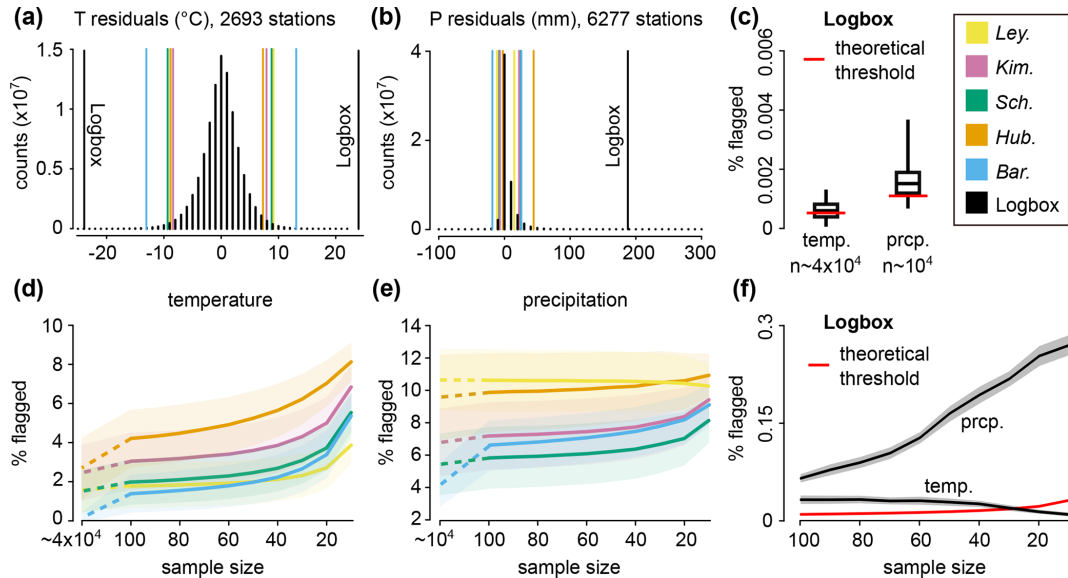 (a) T residuals (°C), 2693 stations
1.5
1
0.5
0
counts (x10⁷)
Logbox
Logbox
-20 -10 0 10 20
(b) P residuals (mm), 6277 stations
4
2
0
counts (x10⁷)
Logbox
-100 0 100 200 300
(c) Logbox
theoretical
threshold
0.006
0.004
0.002
0
% flagged
temp. prcp.
n~4x10⁴ n~10⁴
Ley.
Kim.
Sch.
Hub.
Bar.
Logbox
(d) temperature
10
8
6
4
2
0
% flagged
~4x10⁴ 100 80 60 40 20
sample size
(e) precipitation
14
12
10
8
6
4
2
% flagged
~10⁴ 100 80 60 40 20
sample size
(f) Logbox
theoretical
threshold
0.3
0.15
0
% flagged
prcp.
temp.
100 80 60 40 20
sample size